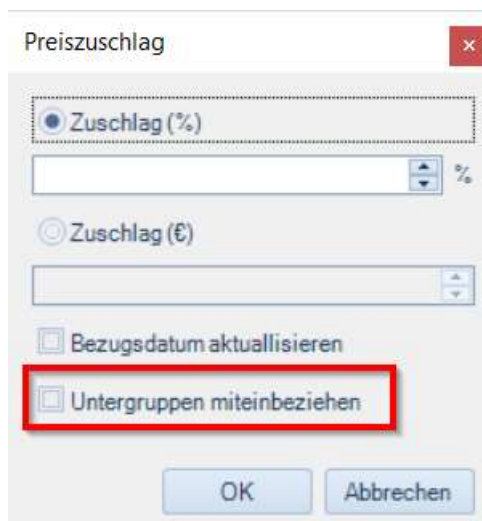 Preiszuschlag
Zuschlag (%)
%
Zuschlag (€)
Bezugsdatum aktuallisieren
Untergruppen miteinbeziehen
OK Abbrechen